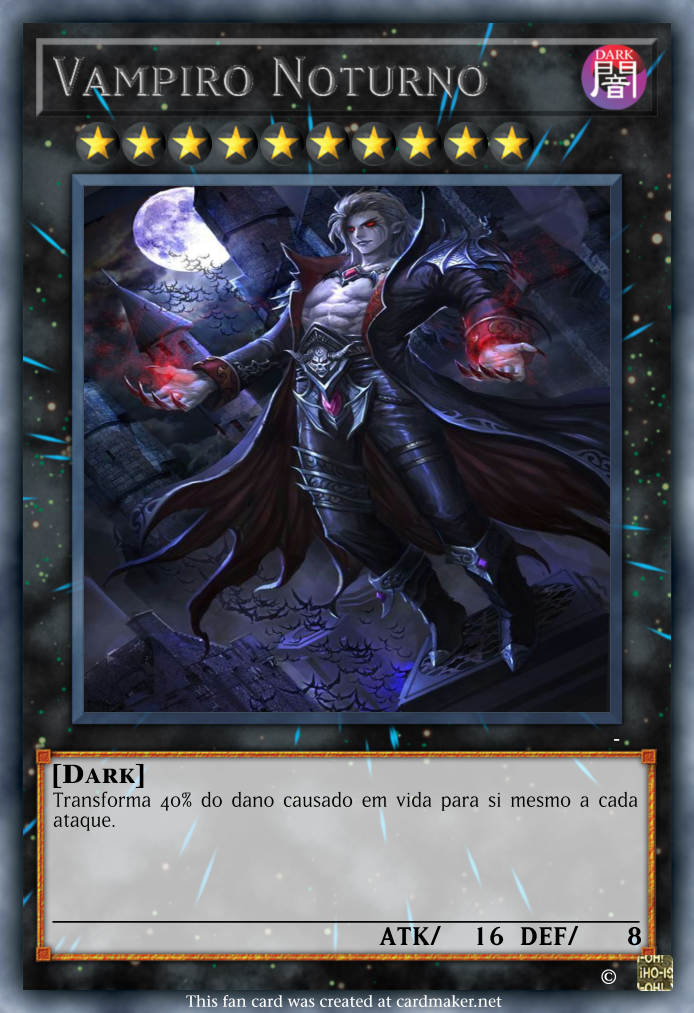 Vampiro Noturno
DARK
闇
-
[Dark]
Transforma 40% do dano causado em vida para si mesmo a cada
ataque.
ATK/ 16 DEF/ 8
©
This fan card was created at cardmaker.net